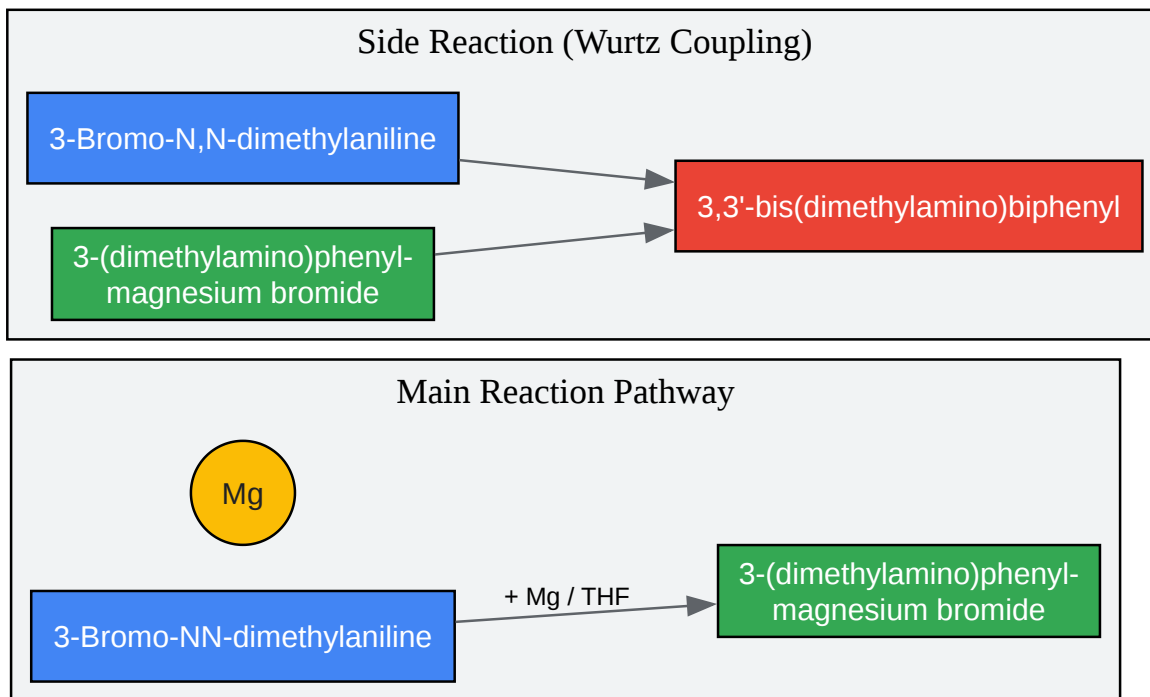 Side Reaction (Wurtz Coupling)
3-Bromo-N,N-dimethylaniline
3-(dimethylamino)phenyl-
magnesium bromide
3,3'-bis(dimethylamino)biphenyl
Main Reaction Pathway
Mg
3-Bromo-NN-dimethylaniline
+ Mg / THF
3-(dimethylamino)phenyl-
magnesium bromide